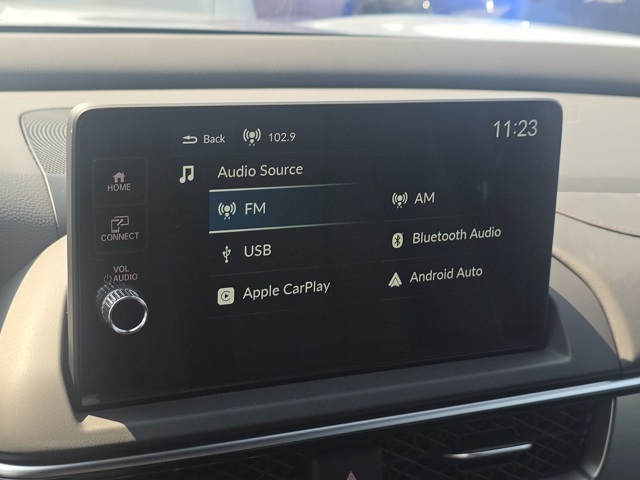 Back 102.9 11:23
Audio Source
HOME
FM AM
CONNECT
USB Bluetooth Audio
VOL
AUDIO
Apple CarPlay Android Auto